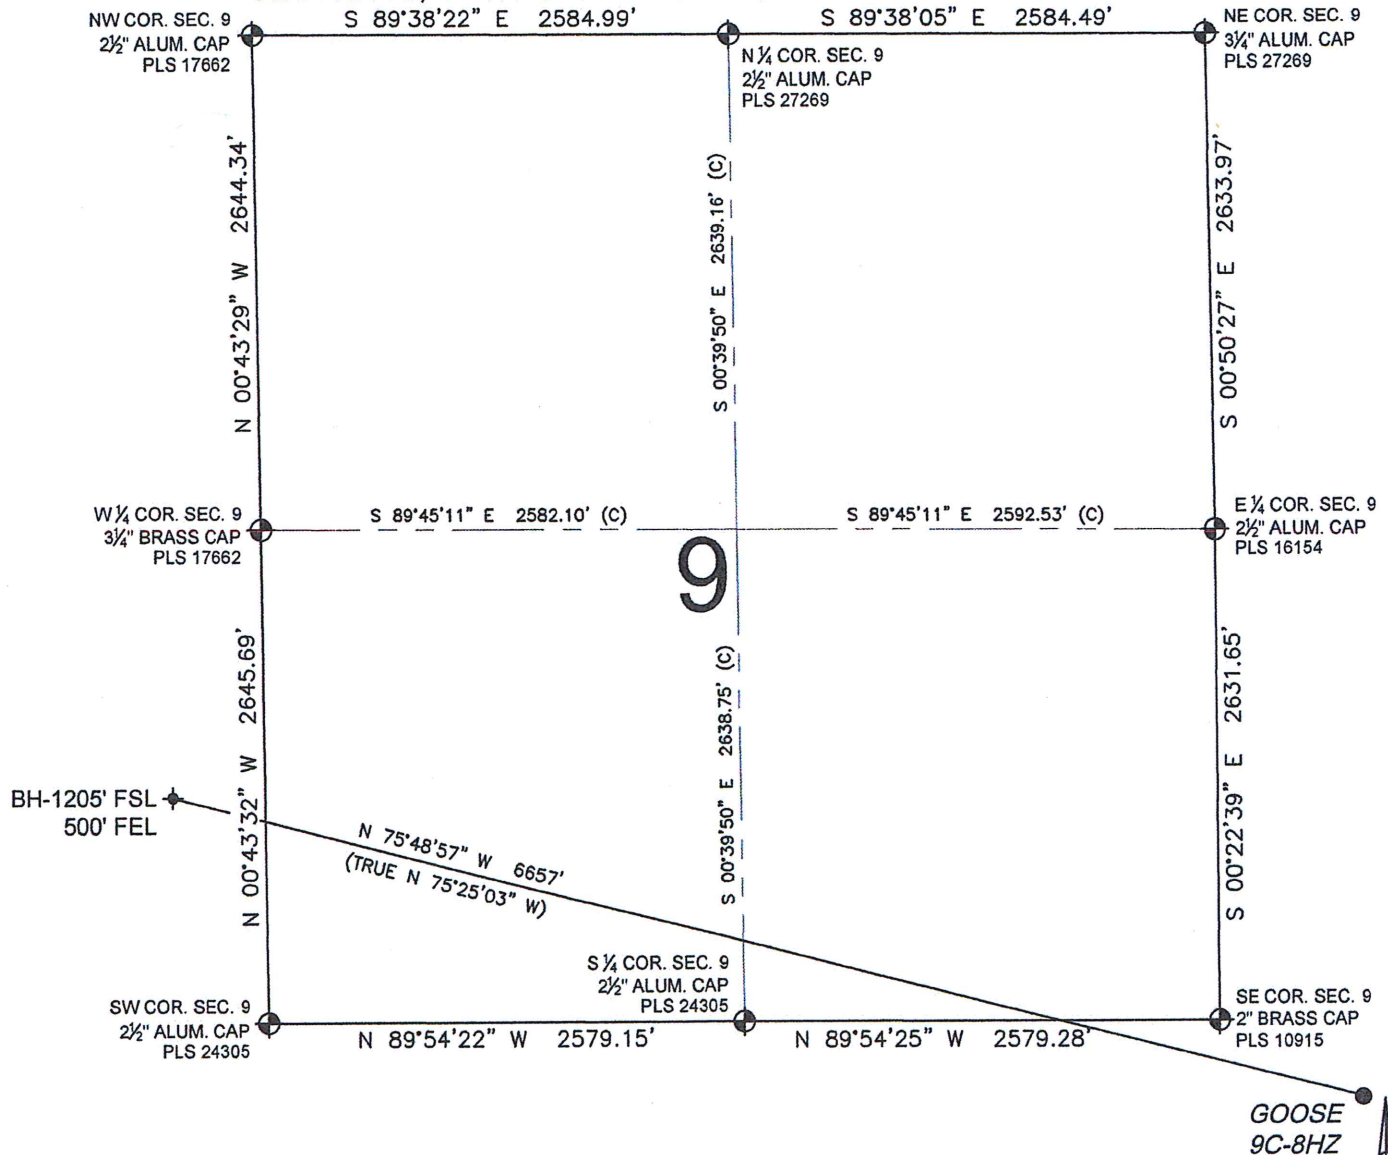 S 89°38'22" E 2584.99'
S 89°38'05" E 2584.49'
NW COR. SEC. 9
2½" ALUM. CAP
PLS 17662
N ¼ COR. SEC. 9
2½" ALUM. CAP
PLS 27269
NE COR. SEC. 9
3¼" ALUM. CAP
PLS 27269
N 00°43'29" W 2644.34'
S 00°39'50" E 2639.16' (C)
S 00°50'27" E 2633.97'
W ¼ COR. SEC. 9
3¼" BRASS CAP
PLS 17662
S 89°45'11" E 2582.10' (C)
S 89°45'11" E 2592.53' (C)
E ¼ COR. SEC. 9
2½" ALUM. CAP
PLS 16154
9
N 00°43'32" W 2645.69'
S 00°39'50" E 2638.75' (C)
S 00°22'39" E 2631.65'
BH-1205' FSL
500' FEL
N 75°48'57" W 6657'
(TRUE N 75°25'03" W)
S ¼ COR. SEC. 9
2½" ALUM. CAP
PLS 24305
SW COR. SEC. 9
2½" ALUM. CAP
PLS 24305
N 89°54'22" W 2579.15'
N 89°54'25" W 2579.28'
SE COR. SEC. 9
2" BRASS CAP
PLS 10915
GOOSE
9C-8HZ